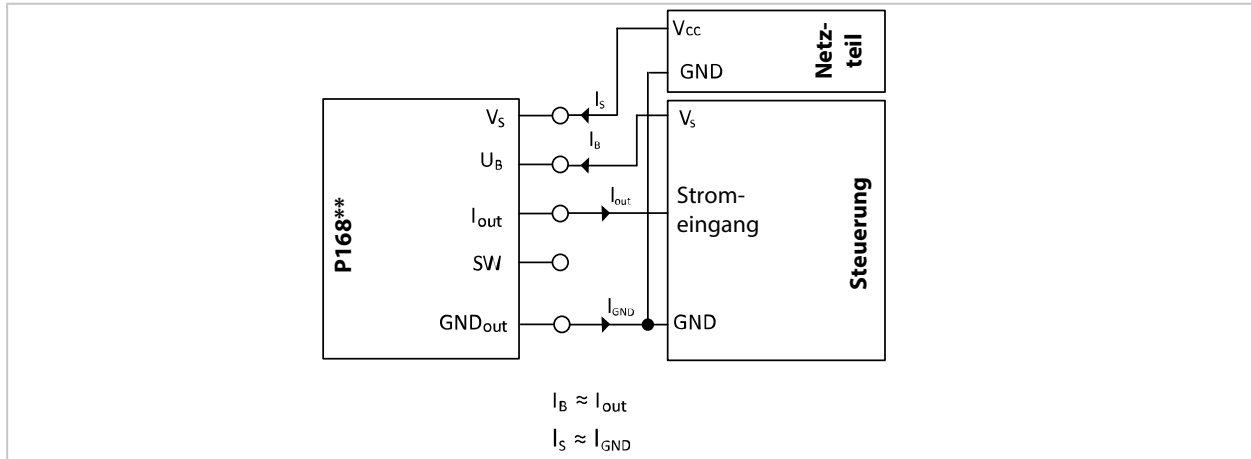 Vcc
GND
Netz-
teil
P168**
VS
UB
Iout
SW
GNDout
IS
IB
Iout
IGND
Vs
Strom-
eingang
GND
Steuerung
IB ≈ Iout
IS ≈ IGND